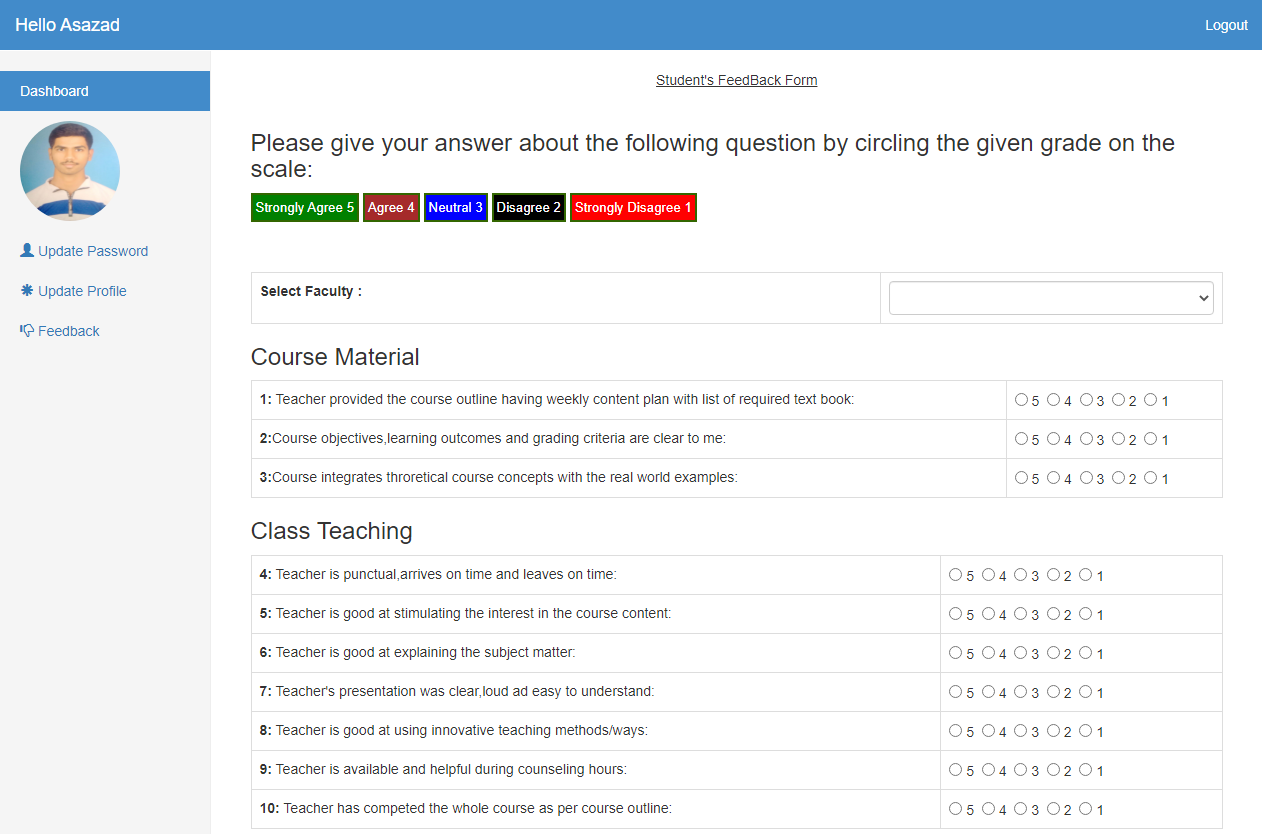 Hello Asazad
Logout
Dashboard
Update Password
Update Profile
Feedback
Student's FeedBack Form
Please give your answer about the following question by circling the given grade on the
scale:
Strongly Agree 5 Agree 4 Neutral 3 Disagree 2 Strongly Disagree 1
Select Faculty :
Course Material
1: Teacher provided the course outline having weekly content plan with list of required text book: 5 4 3 2 1
2:Course objectives,learning outcomes and grading criteria are clear to me: 5 4 3 2 1
3:Course integrates throretical course concepts with the real world examples: 5 4 3 2 1
Class Teaching
4: Teacher is punctual,arrives on time and leaves on time: 5 4 3 2 1
5: Teacher is good at stimulating the interest in the course content: 5 4 3 2 1
6: Teacher is good at explaining the subject matter: 5 4 3 2 1
7: Teacher's presentation was clear,loud ad easy to understand: 5 4 3 2 1
8: Teacher is good at using innovative teaching methods/ways: 5 4 3 2 1
9: Teacher is available and helpful during counseling hours: 5 4 3 2 1
10: Teacher has competed the whole course as per course outline: 5 4 3 2 1